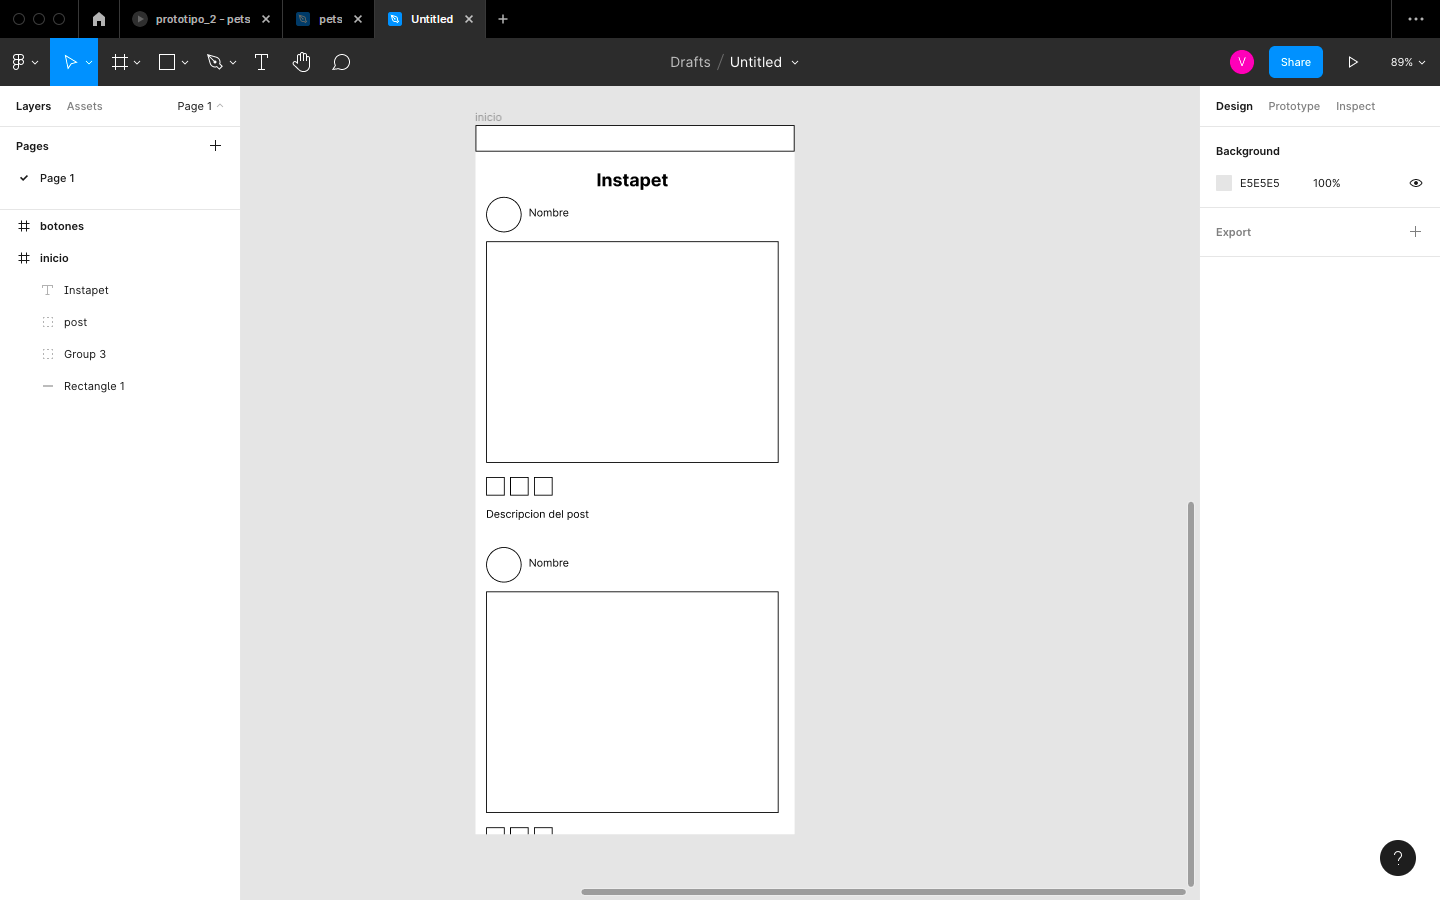 prototipo_2 - pets
pets
Untitled
Drafts / Untitled
V
Share
89%
Layers
Assets
Page 1
Design
Prototype
Inspect
Pages
Page 1
Background
E5E5E5
100%
Export
botones
inicio
Instapet
post
Group 3
Rectangle 1
inicio
Instapet
Nombre
Descripcion del post
Nombre
?